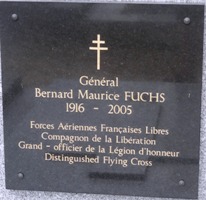 Général
Bernard Maurice FUCHS
1916 - 2005
Forces Aériennes Françaises Libres
Compagnon de la Libération
Grand - officier de la Légion d'honneur
Distinguished Flying Cross